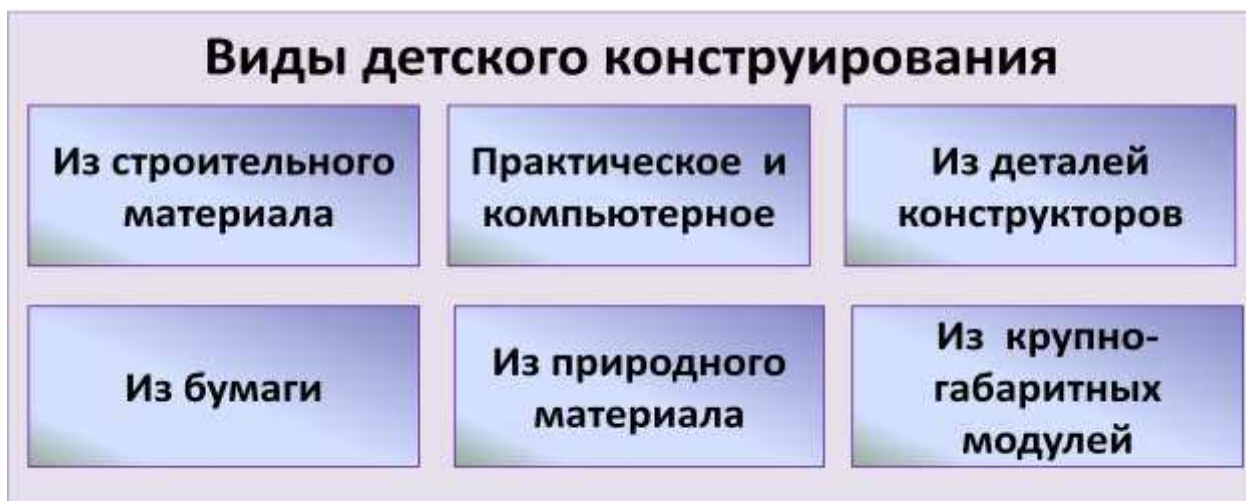 Виды детского конструирования
Из строительного
материала
Практическое и
компьютерное
Из деталей
конструкторов
Из бумаги
Из природного
материала
Из крупно-
габаритных
модулей